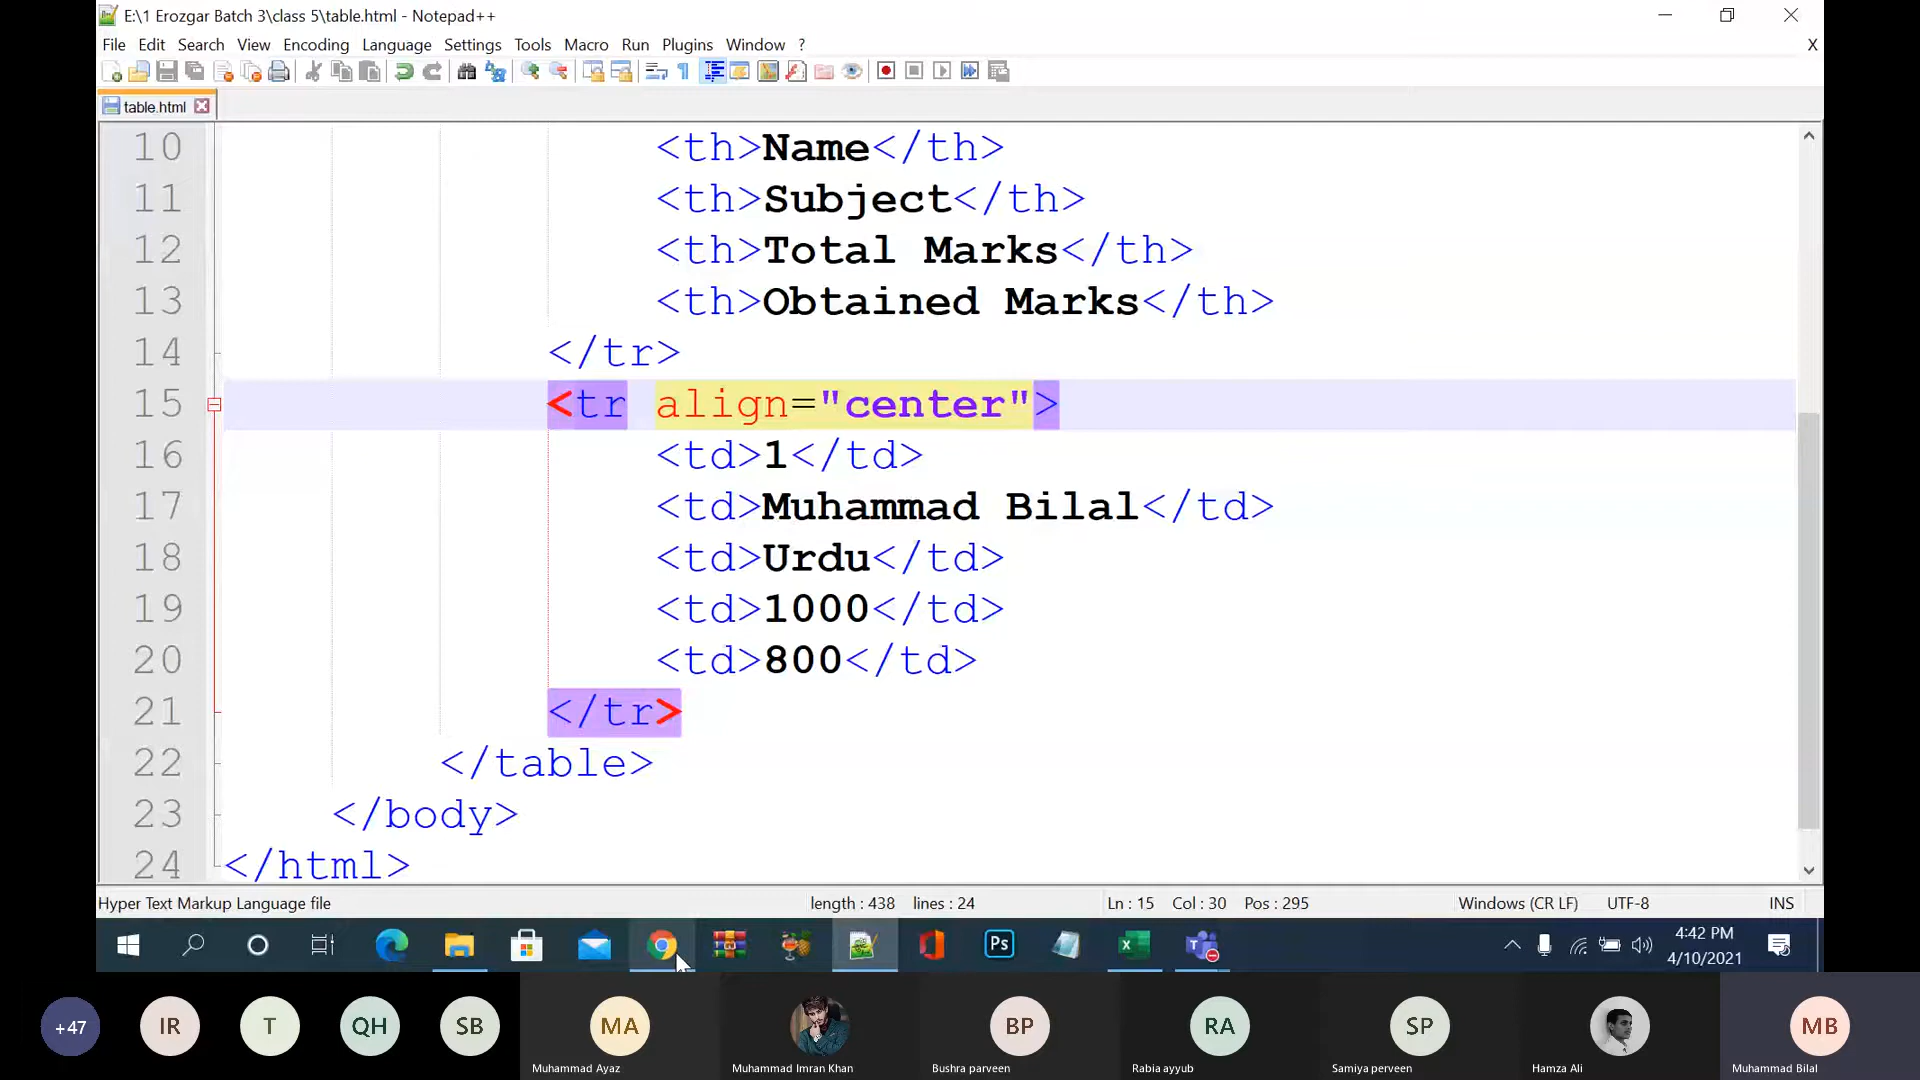 E:\1 Erozgar Batch 3\class 5\table.html - Notepad++
File Edit Search View Encoding Language Settings Tools Macro Run Plugins Window ? X
table.html
10 <th>Name</th>
11 <th>Subject</th>
12 <th>Total Marks</th>
13 <th>Obtained Marks</th>
14 </tr>
15 <tr align="center">
16 <td>1</td>
17 <td>Muhammad Bilal</td>
18 <td>Urdu</td>
19 <td>1000</td>
20 <td>800</td>
21 </tr>
22 </table>
23 </body>
24 </html>
Hyper Text Markup Language file length : 438 lines : 24 Ln : 15 Col : 30 Pos : 295 Windows (CR LF) UTF-8 INS
Ps
4:42 PM
4/10/2021
+47 IR T QH SB MA BP RA SP MB
Muhammad Ayaz Muhammad Imran Khan Bushra parveen Rabia ayyub Samiya perveen Hamza Ali Muhammad Bilal